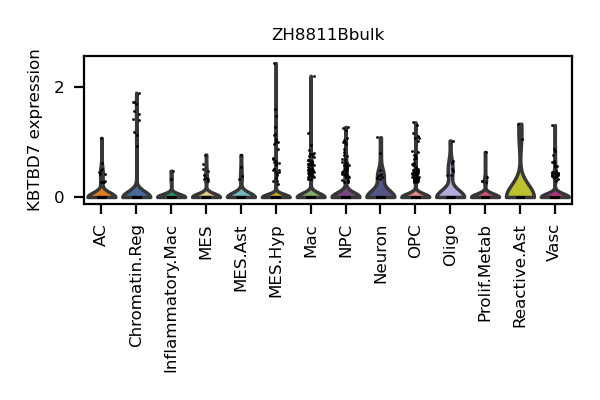 ZH8811Bbulk
KBTBD7 expression
2
0
AC
Chromatin.Reg
Inflammatory.Mac
MES
MES.Ast
MES.Hyp
Mac
NPC
Neuron
OPC
Oligo
Prolif.Metab
Reactive.Ast
Vasc